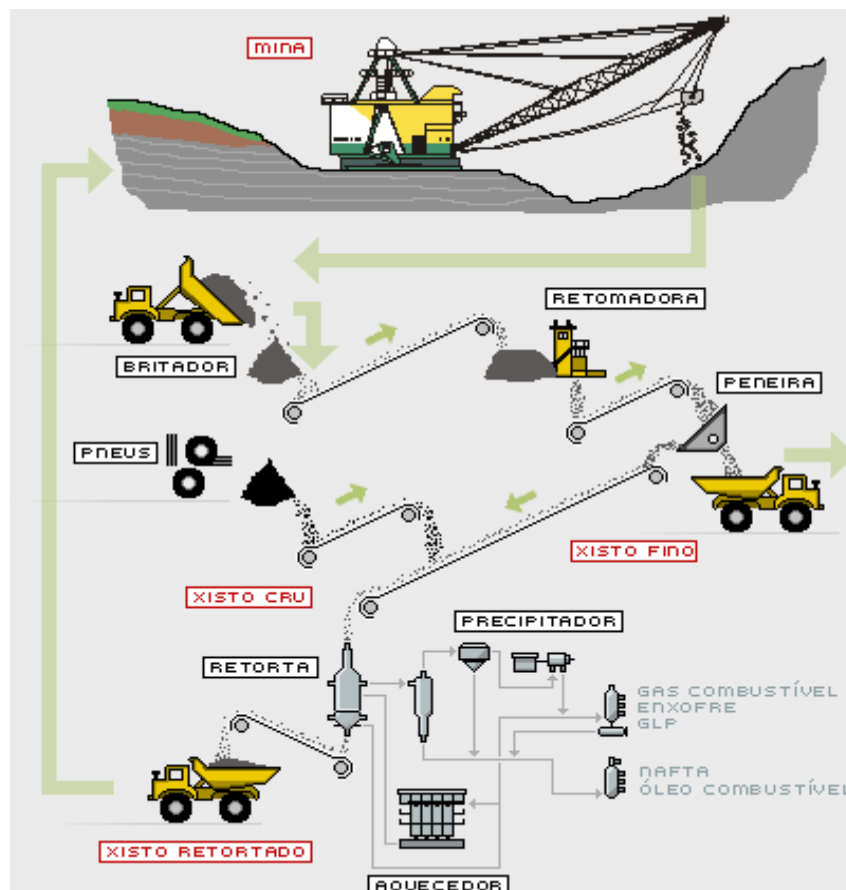 MINA
RETOMADORA
BRITADOR
PENEIRA
PNEUS
XISTO FINO
XISTO CRU
PRECIPITADOR
RETORTA
GAS COMBUSTÍVEL
ENXOFRE
GLP
NAFTA
ÓLEO COMBUSTÍVEL
XISTO RETORTADO
AQUECEDOR